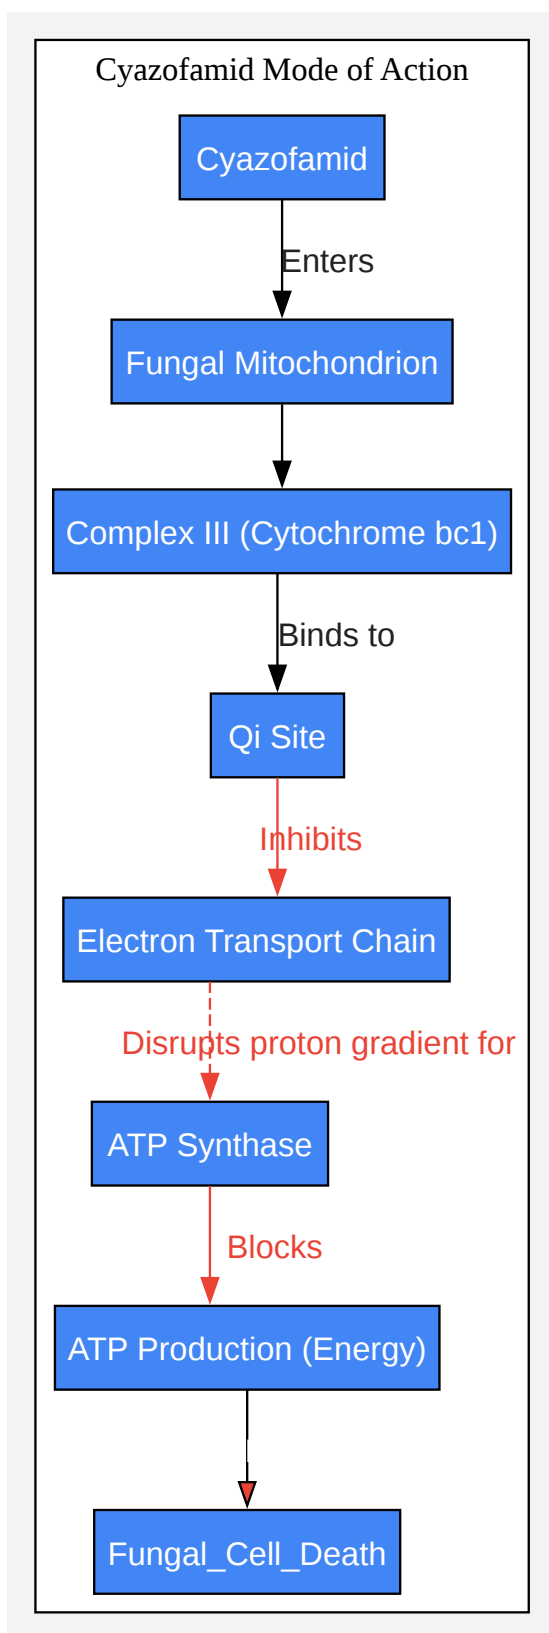 Cyazofamid Mode of Action
Cyazofamid
Enters
Fungal Mitochondrion
Complex III (Cytochrome bc1)
Binds to
Qi Site
Inhibits
Electron Transport Chain
Disrupts proton gradient for
ATP Synthase
Blocks
ATP Production (Energy)
Fungal_Cell_Death